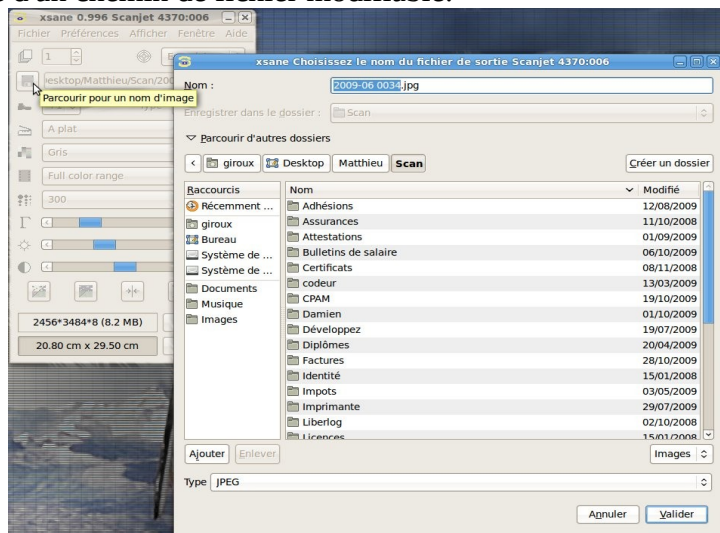 d'un chemin de fichier modifiable.
xsane 0.996 Scanjet 4370:006
Fichier Préférences Afficher Fenêtre Aide
1
esktop/Matthieu/Scan/200
Parcourir pour un nom d'image
A plat
Gris
Full color range
300
2456*3484*8 (8.2 MB)
20.80 cm x 29.50 cm
xsane Choisissez le nom du fichier de sortie Scanjet 4370:006
Nom :
2009-06 0034.jpg
Enregistrer dans le dossier :
Scan
Parcourir d'autres dossiers
giroux Desktop Matthieu Scan
Créer un dossier
Raccourcis
Récemment ...
giroux
Bureau
Système de ...
Système de ...
Documents
Musique
Images
Nom Modifié
Adhésions 12/08/2009
Assurances 11/10/2008
Attestations 01/09/2009
Bulletins de salaire 06/10/2009
Certificats 08/11/2008
codeur 13/03/2009
CPAM 19/10/2009
Damien 01/10/2009
Développez 19/07/2009
Diplômes 20/04/2009
Factures 28/10/2009
Identité 15/01/2008
Impots 03/05/2009
Imprimante 29/07/2009
Liberlog 02/10/2008
Licences 15/01/2008
Ajouter Enlever
Images
Type JPEG
Annuler Valider